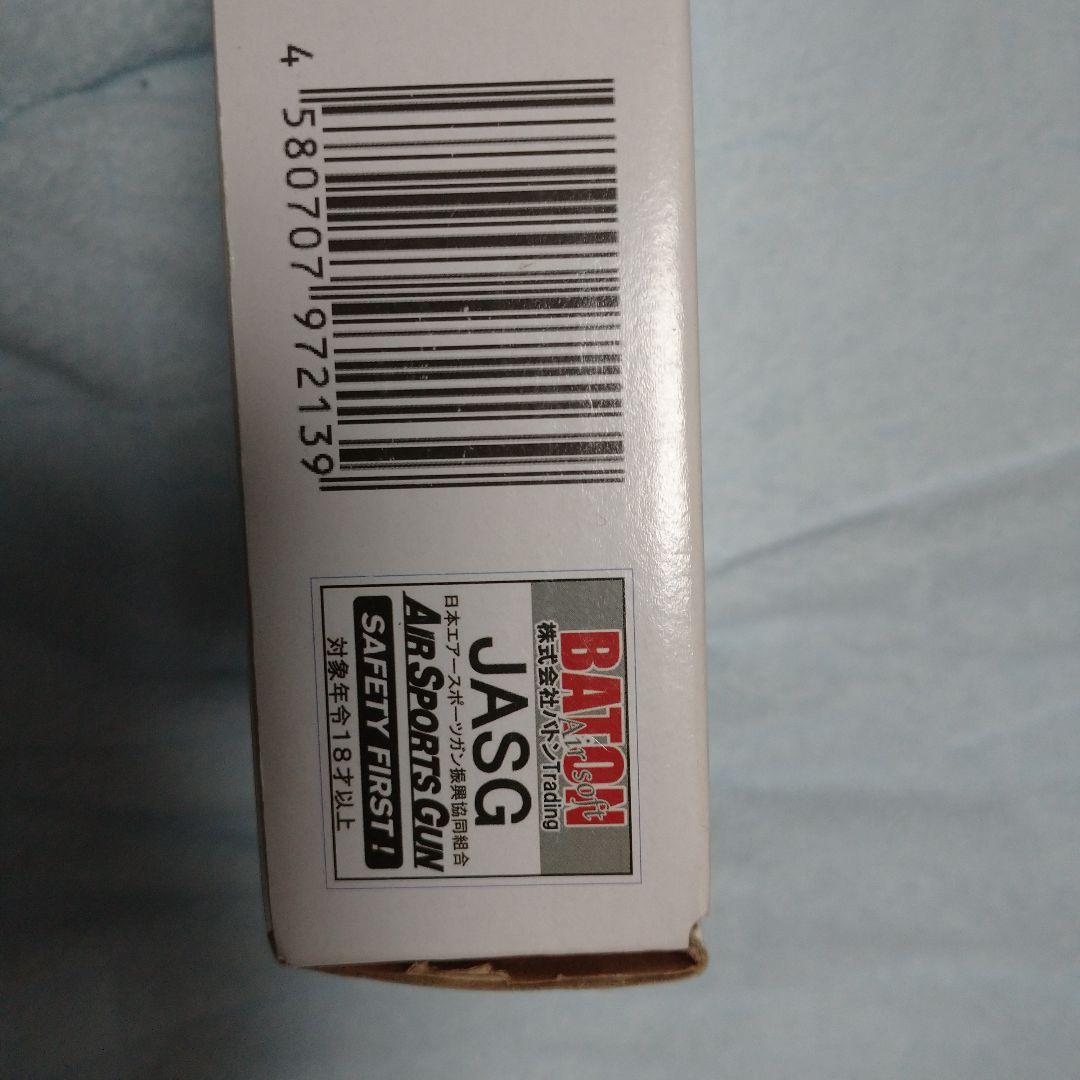 4 580707 972139
BATON
Airsoft
株式会社バトンTrading
JASG
日本エアースポーツガン振興協同組合
AIR SPORTS GUN
SAFETY FIRST!
対象年令18才以上